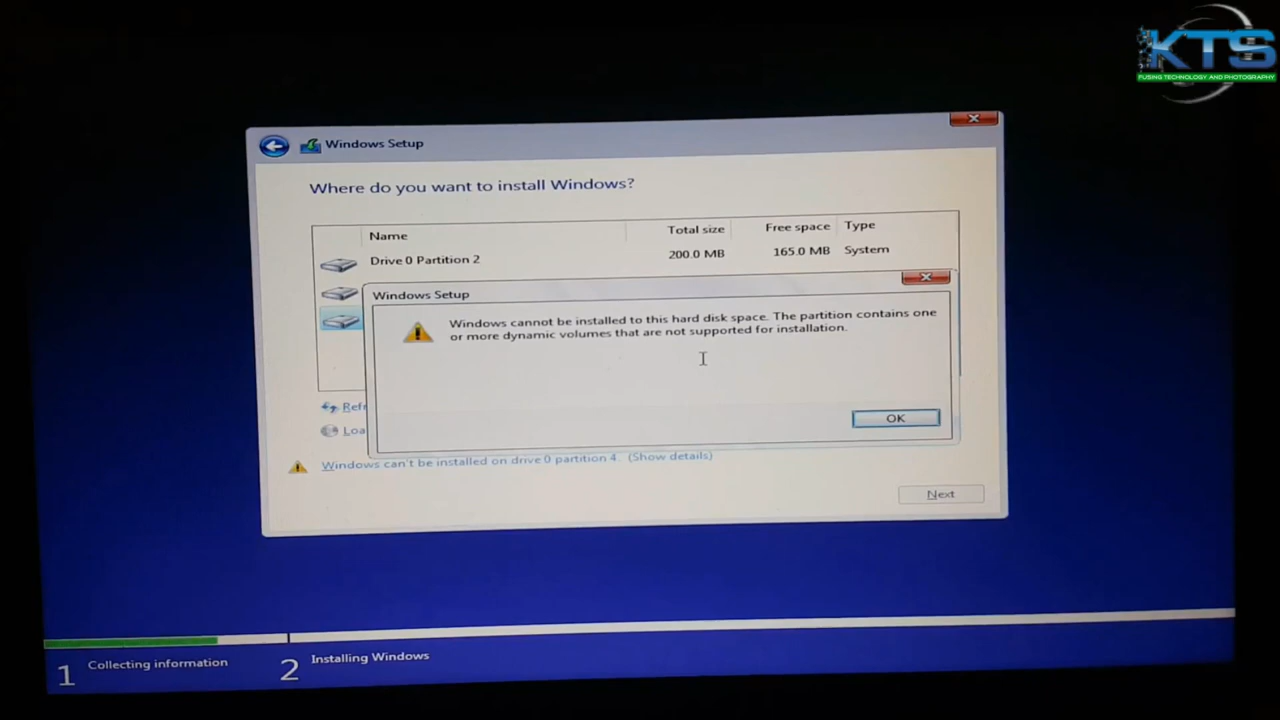 KTS
FUSING TECHNOLOGY AND PHOTOGRAPHY
Windows Setup
Where do you want to install Windows?
Name Total size Free space Type
Drive 0 Partition 2 200.0 MB 165.0 MB System
Windows Setup
Windows cannot be installed to this hard disk space. The partition contains one
or more dynamic volumes that are not supported for installation.
OK
Refr
Loa
Windows can't be installed on drive 0 partition 4. (Show details)
Next
1 Collecting information 2 Installing Windows